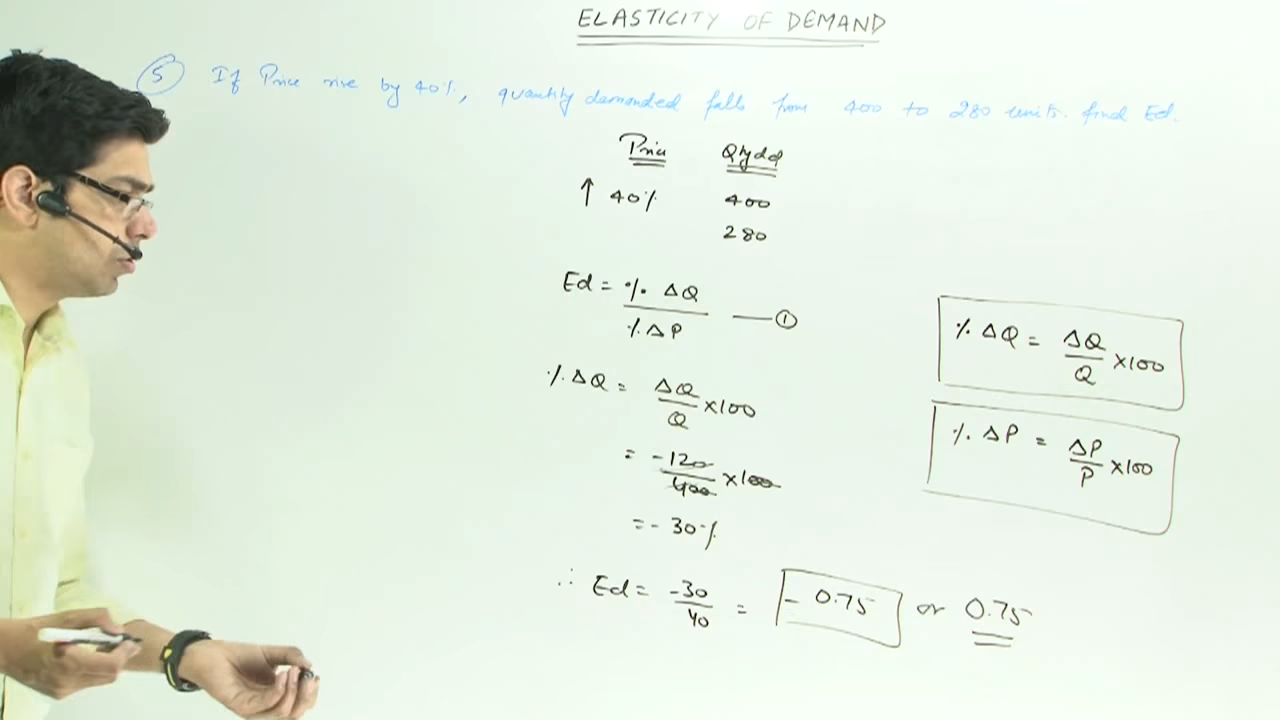 ELASTICITY OF DEMAND
5 If Price rise by 40%, quantity demanded falls from 400 to 280 units. find Ed.
Price Qtydd
↑ 40% 400
280
Ed = % ΔQ / % ΔP — 1
% ΔQ = ΔQ / Q ×100
= -120 / 400 ×100
= - 30%
∴ Ed = -30 / 40 = - 0.75 or 0.75
% ΔQ = ΔQ / Q ×100
% ΔP = ΔP / P ×100